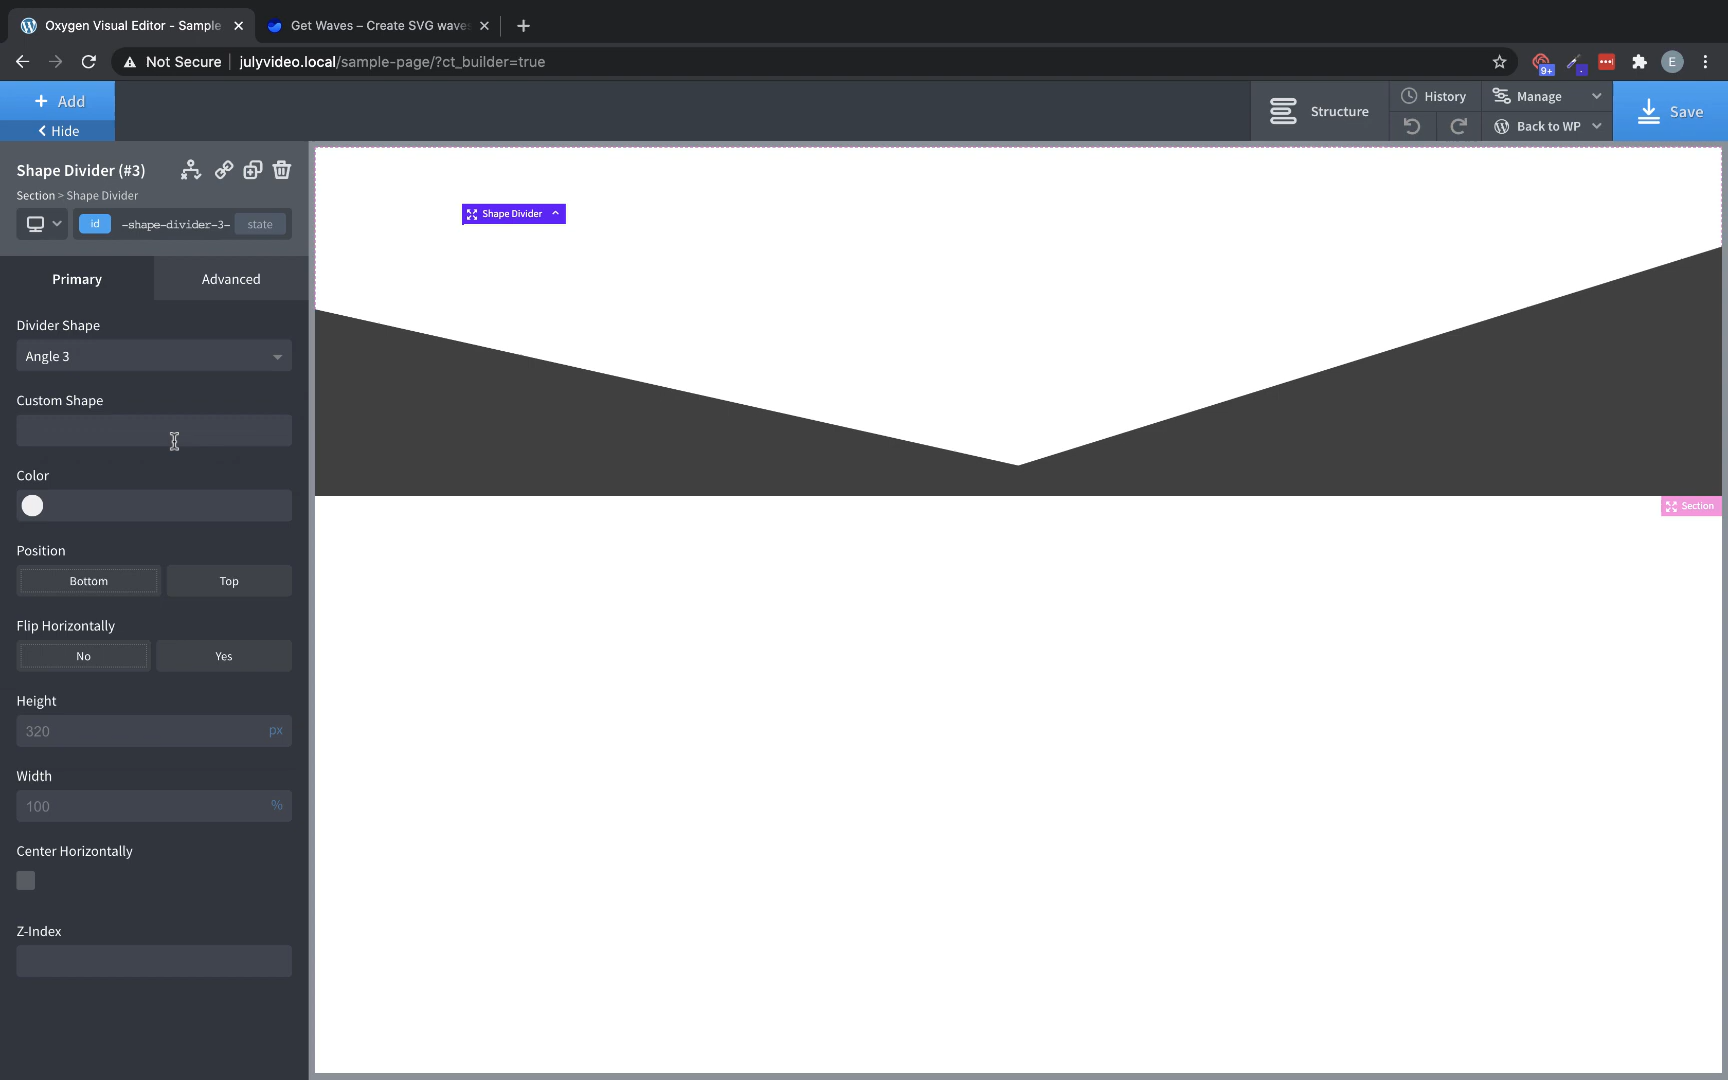 Oxygen Visual Editor - Sample
Get Waves – Create SVG waves
Not Secure
julyvideo.local/sample-page/?ct_builder=true
9+
E
+ Add
Hide
Structure
History
Manage
Back to WP
Save
Shape Divider (#3)
Section > Shape Divider
id
-shape-divider-3-
state
Primary
Advanced
Divider Shape
Angle 3
Custom Shape
Color
Position
Bottom
Top
Flip Horizontally
No
Yes
Height
320
px
Width
100
%
Center Horizontally
Z-Index
Shape Divider
Section